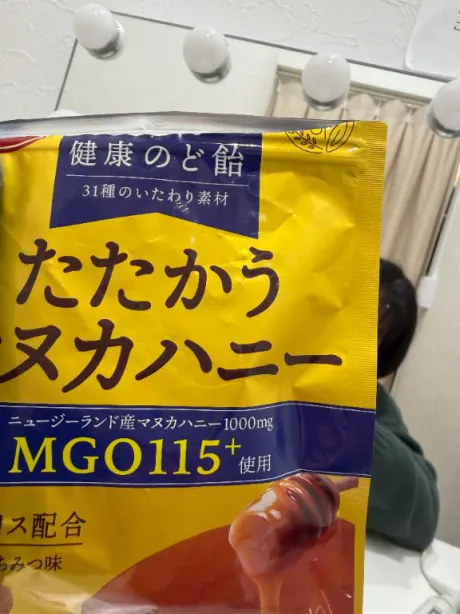 健康のど飴
31種のいたわり素材
たたかう
ヌカハニー
ニュージーランド産マヌカハニー1000mg
MGO115+使用
ス配合
みつ味